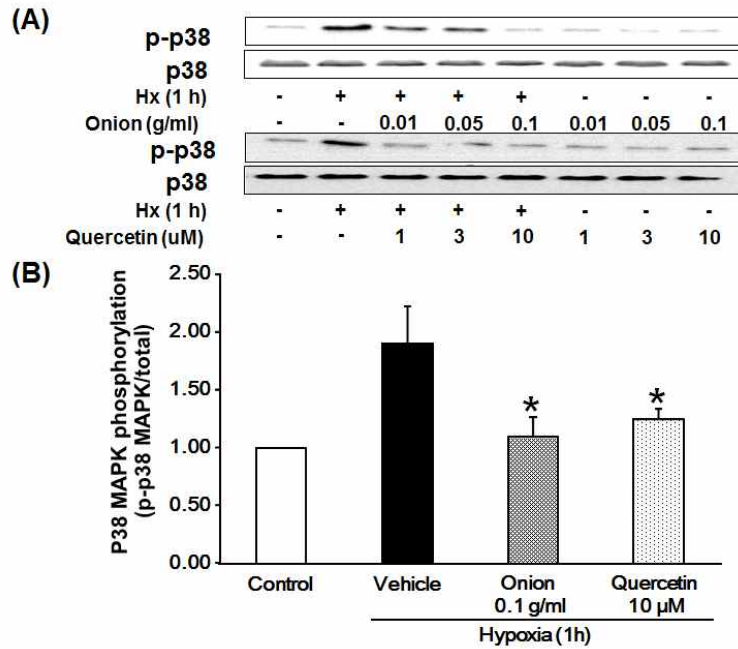 (A)
p-p38
p38
Hx (1 h) - + + + + - - -
Onion (g/ml) - - 0.01 0.05 0.1 0.01 0.05 0.1
p-p38
p38
Hx (1 h) - + + + + - - -
Quercetin (uM) - - 1 3 10 1 3 10
(B)
P38 MAPK phosphorylation
(p-p38 MAPK/total)
2.50
2.00
1.50
1.00
0.50
0.00
* *
Control Vehicle Onion Quercetin
0.1 g/ml 10 µM
Hypoxia (1h)